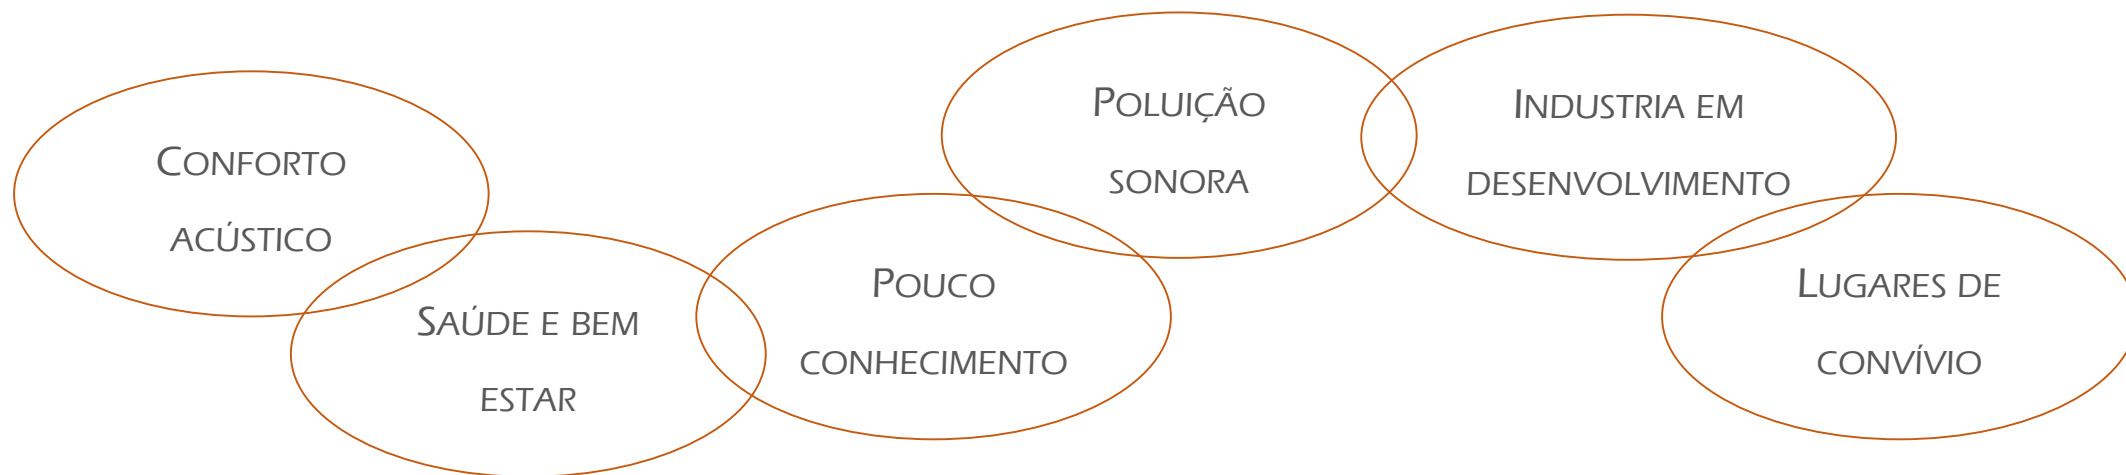 Conforto
acústico
Saúde e bem
estar
Pouco
conhecimento
Poluição
sonora
Industria em
desenvolvimento
Lugares de
convívio